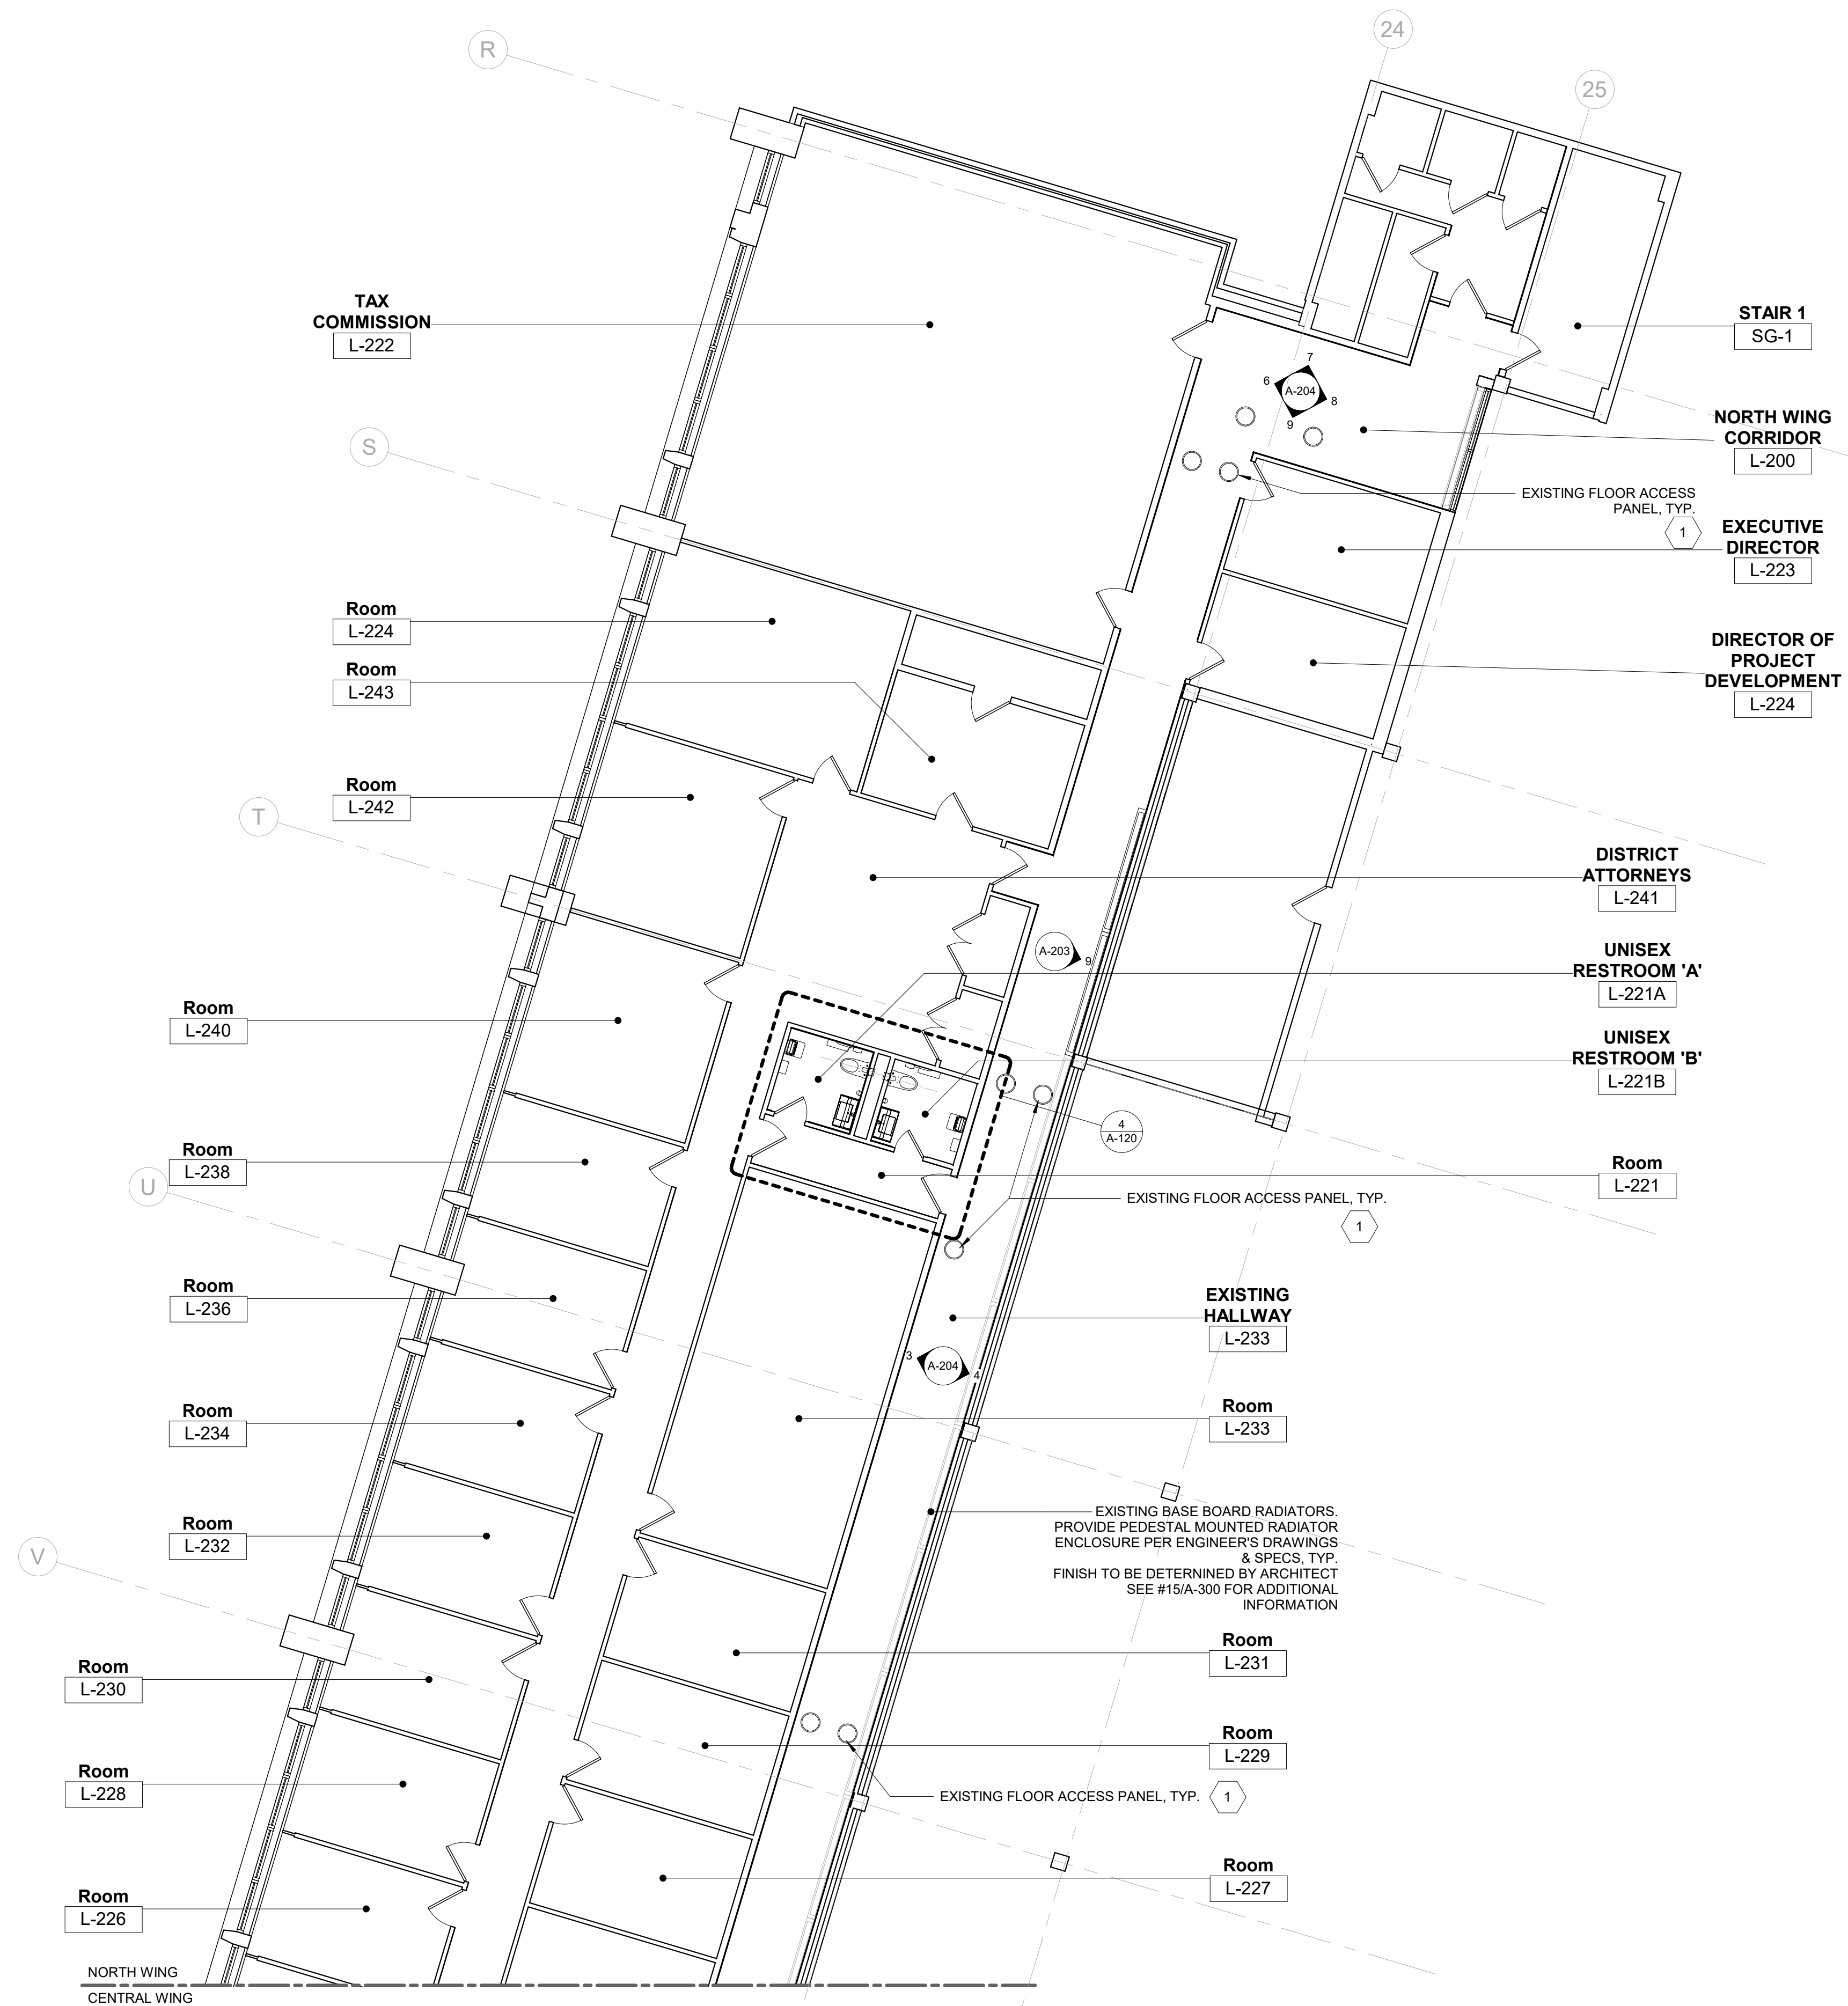 R
24
25
TAX
COMMISSION
L-222
STAIR 1
SG-1
7
6
A-204
8
9
NORTH WING
CORRIDOR
L-200
S
EXISTING FLOOR ACCESS
PANEL, TYP.
1
EXECUTIVE
DIRECTOR
L-223
Room
L-224
DIRECTOR OF
PROJECT
DEVELOPMENT
L-224
Room
L-243
Room
L-242
T
DISTRICT
ATTORNEYS
L-241
A-203
9
UNISEX
RESTROOM 'A'
L-221A
Room
L-240
UNISEX
RESTROOM 'B'
L-221B
4
A-120
Room
L-238
Room
L-221
U
EXISTING FLOOR ACCESS PANEL, TYP.
1
Room
L-236
EXISTING
HALLWAY
L-233
3
A-204
4
Room
L-234
Room
L-233
Room
L-232
EXISTING BASE BOARD RADIATORS.
PROVIDE PEDESTAL MOUNTED RADIATOR
ENCLOSURE PER ENGINEER'S DRAWINGS
& SPECS, TYP.
FINISH TO BE DETERNINED BY ARCHITECT
SEE #15/A-300 FOR ADDITIONAL
INFORMATION
V
Room
L-231
Room
L-230
Room
L-229
Room
L-228
EXISTING FLOOR ACCESS PANEL, TYP.
1
Room
L-227
Room
L-226
NORTH WING
CENTRAL WING